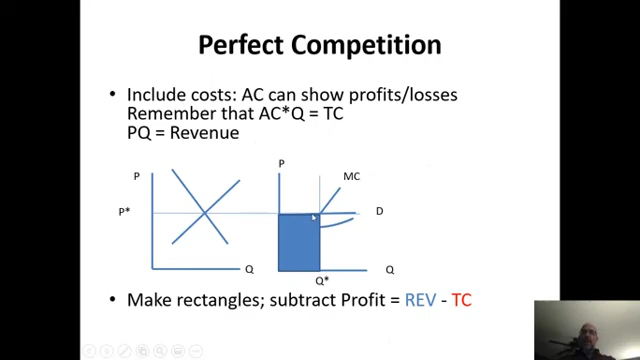 Perfect Competition
• Include costs: AC can show profits/losses
Remember that AC*Q = TC
PQ = Revenue
P
P*
Q
P
MC
D
Q
Q*
• Make rectangles; subtract Profit = REV - TC